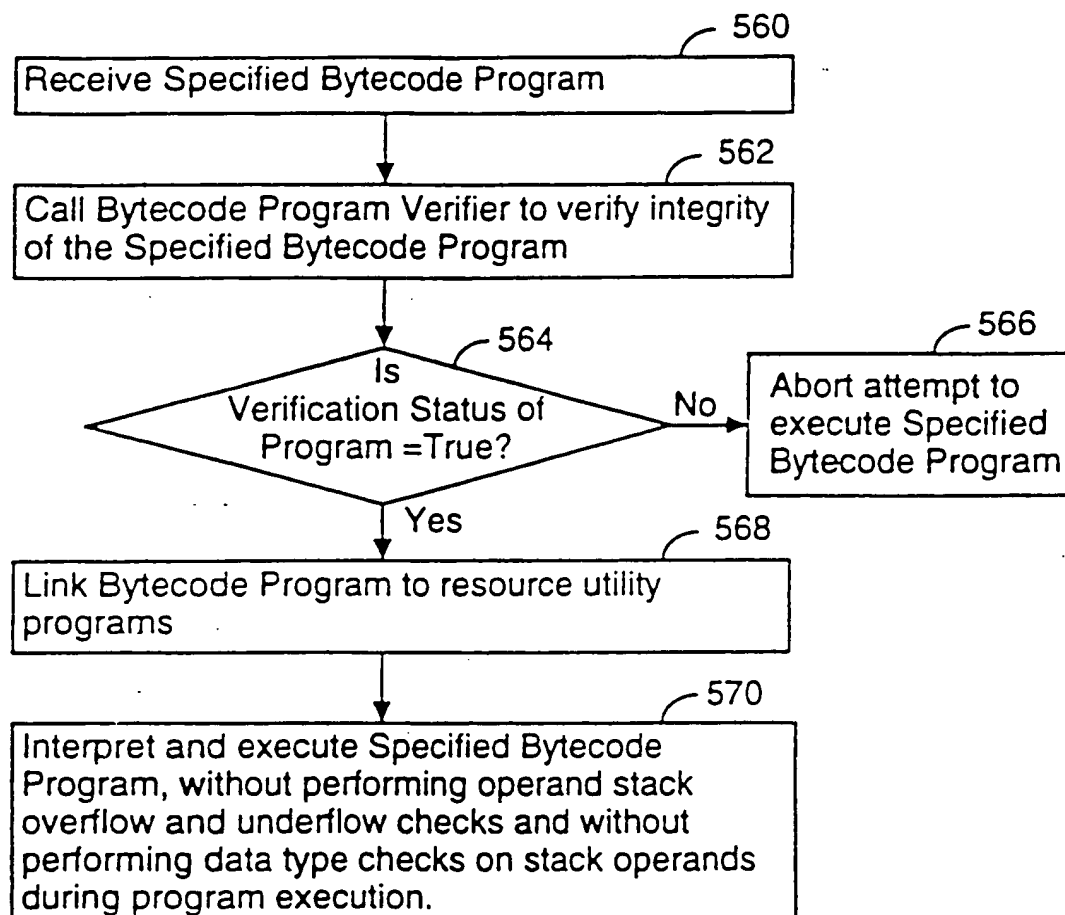 560
Receive Specified Bytecode Program
562
Call Bytecode Program Verifier to verify integrity
of the Specified Bytecode Program
564
Is
Verification Status of
Program =True?
No
566
Abort attempt to
execute Specified
Bytecode Program
Yes
568
Link Bytecode Program to resource utility
programs
570
Interpret and execute Specified Bytecode
Program, without performing operand stack
overflow and underflow checks and without
performing data type checks on stack operands
during program execution.